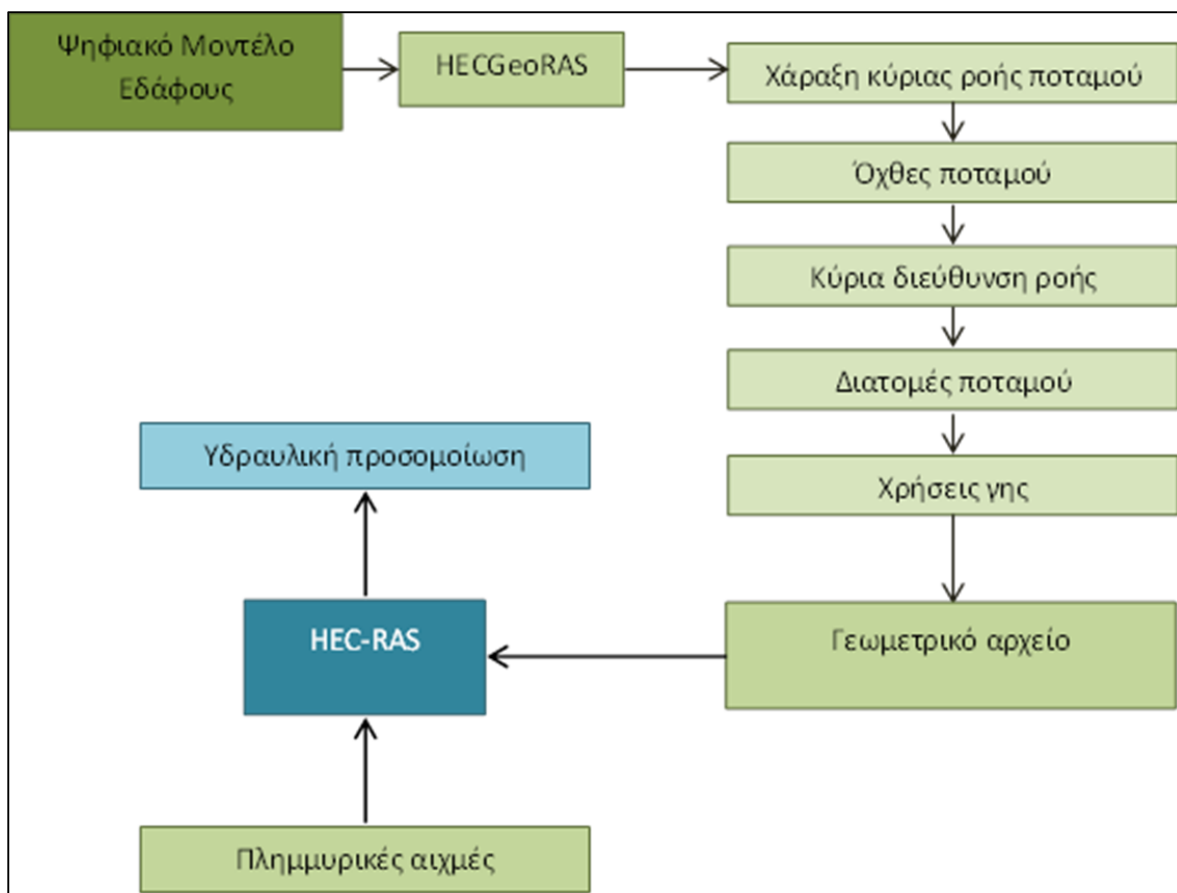 Ψηφιακό Μοντέλο
Εδάφους
HECGeoRAS
Χάραξη κύριας ροής ποταμού
Όχθες ποταμού
Κύρια διεύθυνση ροής
Διατομές ποταμού
Χρήσεις γης
Γεωμετρικό αρχείο
HEC-RAS
Υδραυλική προσομοίωση
Πλημμυρικές αιχμές